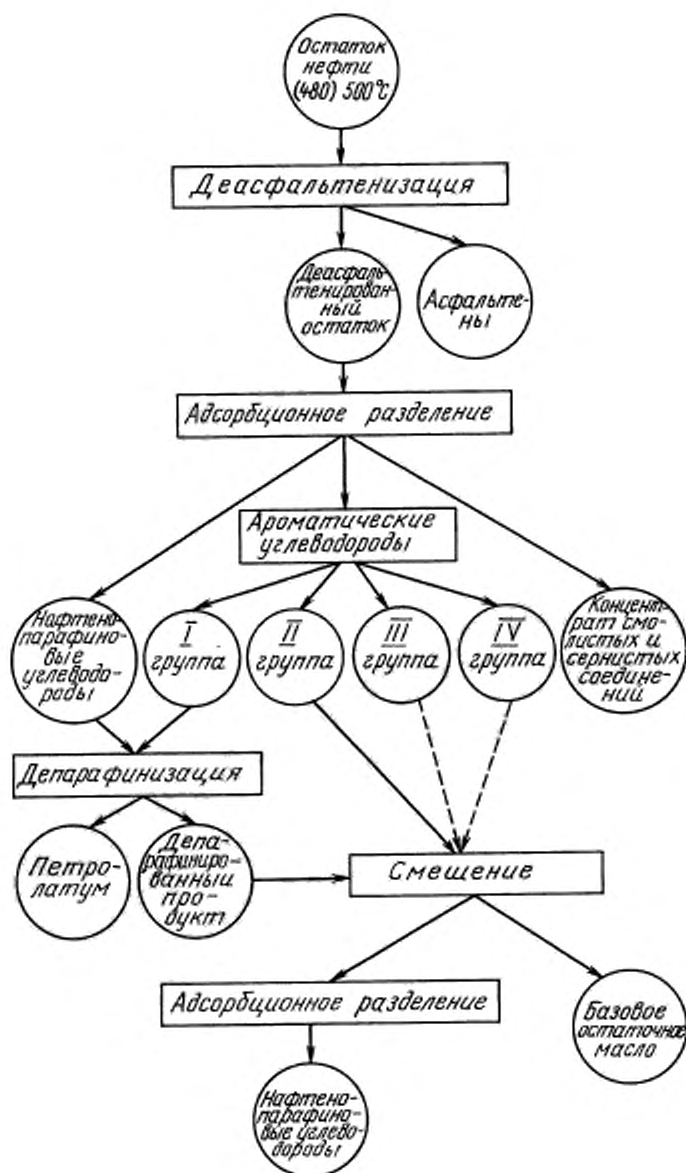 Остаток
нефти
(480) 500°С
Деасфальтенизация
Деасфаль-
тенирован-
ный
остаток
Асфальте-
ны
Адсорбционное разделение
Ароматические
углеводороды
Нафтено-
парафино-
вые
углеводо-
роды
I
группа
II
группа
III
группа
IV
группа
Концент-
рат смо-
листых и
сернистых
соедине-
ний
Депарафинизация
Петро-
латум
Депа-
рафиниро-
ванный
про-
дукт
Смещение
Адсорбционное разделение
Базовое
остаточное
масло
Нафтено-
парафино-
вые углево-
дороды